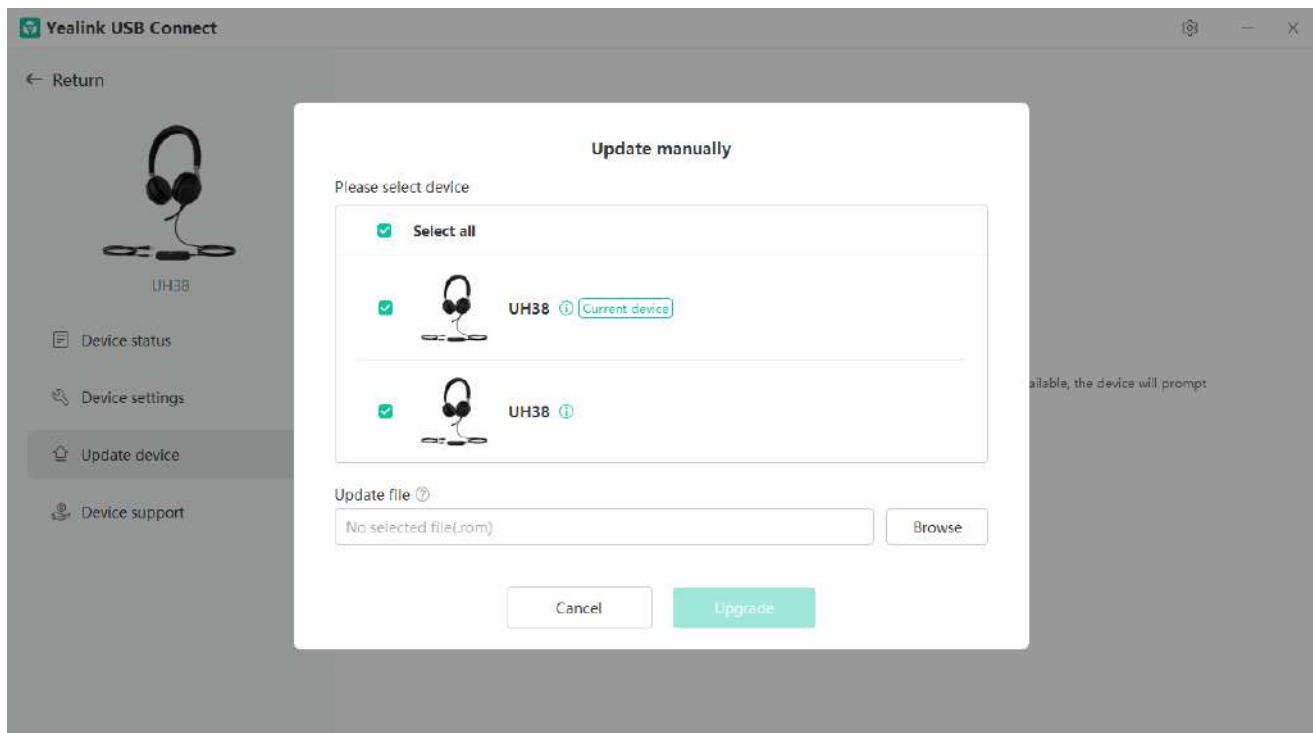 Yealink USB Connect
Return
UH38
Device status
Device settings
Update device
Device support
Update manually
Please select device
Select all
UH38 Current device
UH38
Update file
No selected file(.rom)
Browse
Cancel
Upgrade
ailable, the device will prompt